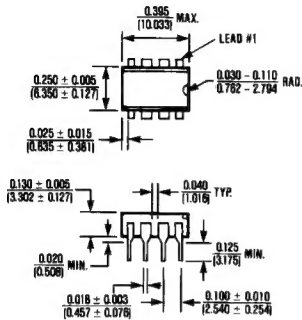 0.395
(10.033)
MAX.
LEAD #1
0.250 ± 0.005
(6.350 ± 0.127)
0.030 – 0.110
0.762 – 2.794
RAD.
0.025 ± 0.015
(0.635 ± 0.381)
0.130 ± 0.005
(3.302 ± 0.127)
0.040
(1.016)
TYP.
0.020
(0.508)
MIN.
0.125
(3.175)
MIN.
0.018 ± 0.003
(0.457 ± 0.076)
0.100 ± 0.010
(2.540 ± 0.254)